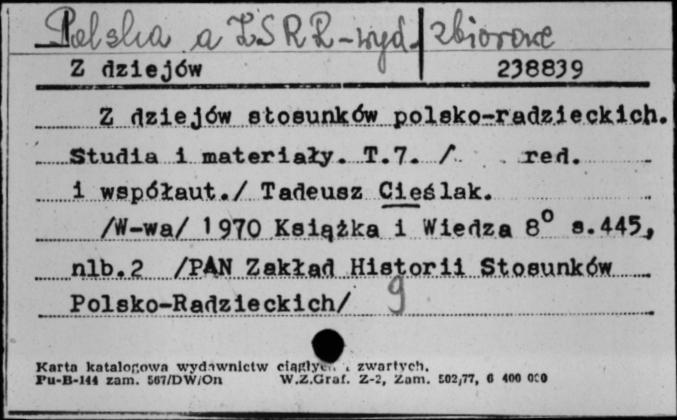 Polska a ZSRR-wyd. zbiorowe
Z dziejów 238839
Z dziejów stosunków polsko-radzieckich.
Studia i materiały. T.7. / red.
i współaut./ Tadeusz Cieślak.
/W-wa/ 1970 Książka i Wiedza 8° s.445,
nlb.2 /PAN Zakład Historii Stosunków
Polsko-Radzieckich/ 9
Karta katalogowa wydawnictw ciągłych i zwartych.
Pu-B-144 zam. 567/DW/On W.Z.Graf. Z-2, Zam. 502/77, 6 400 000